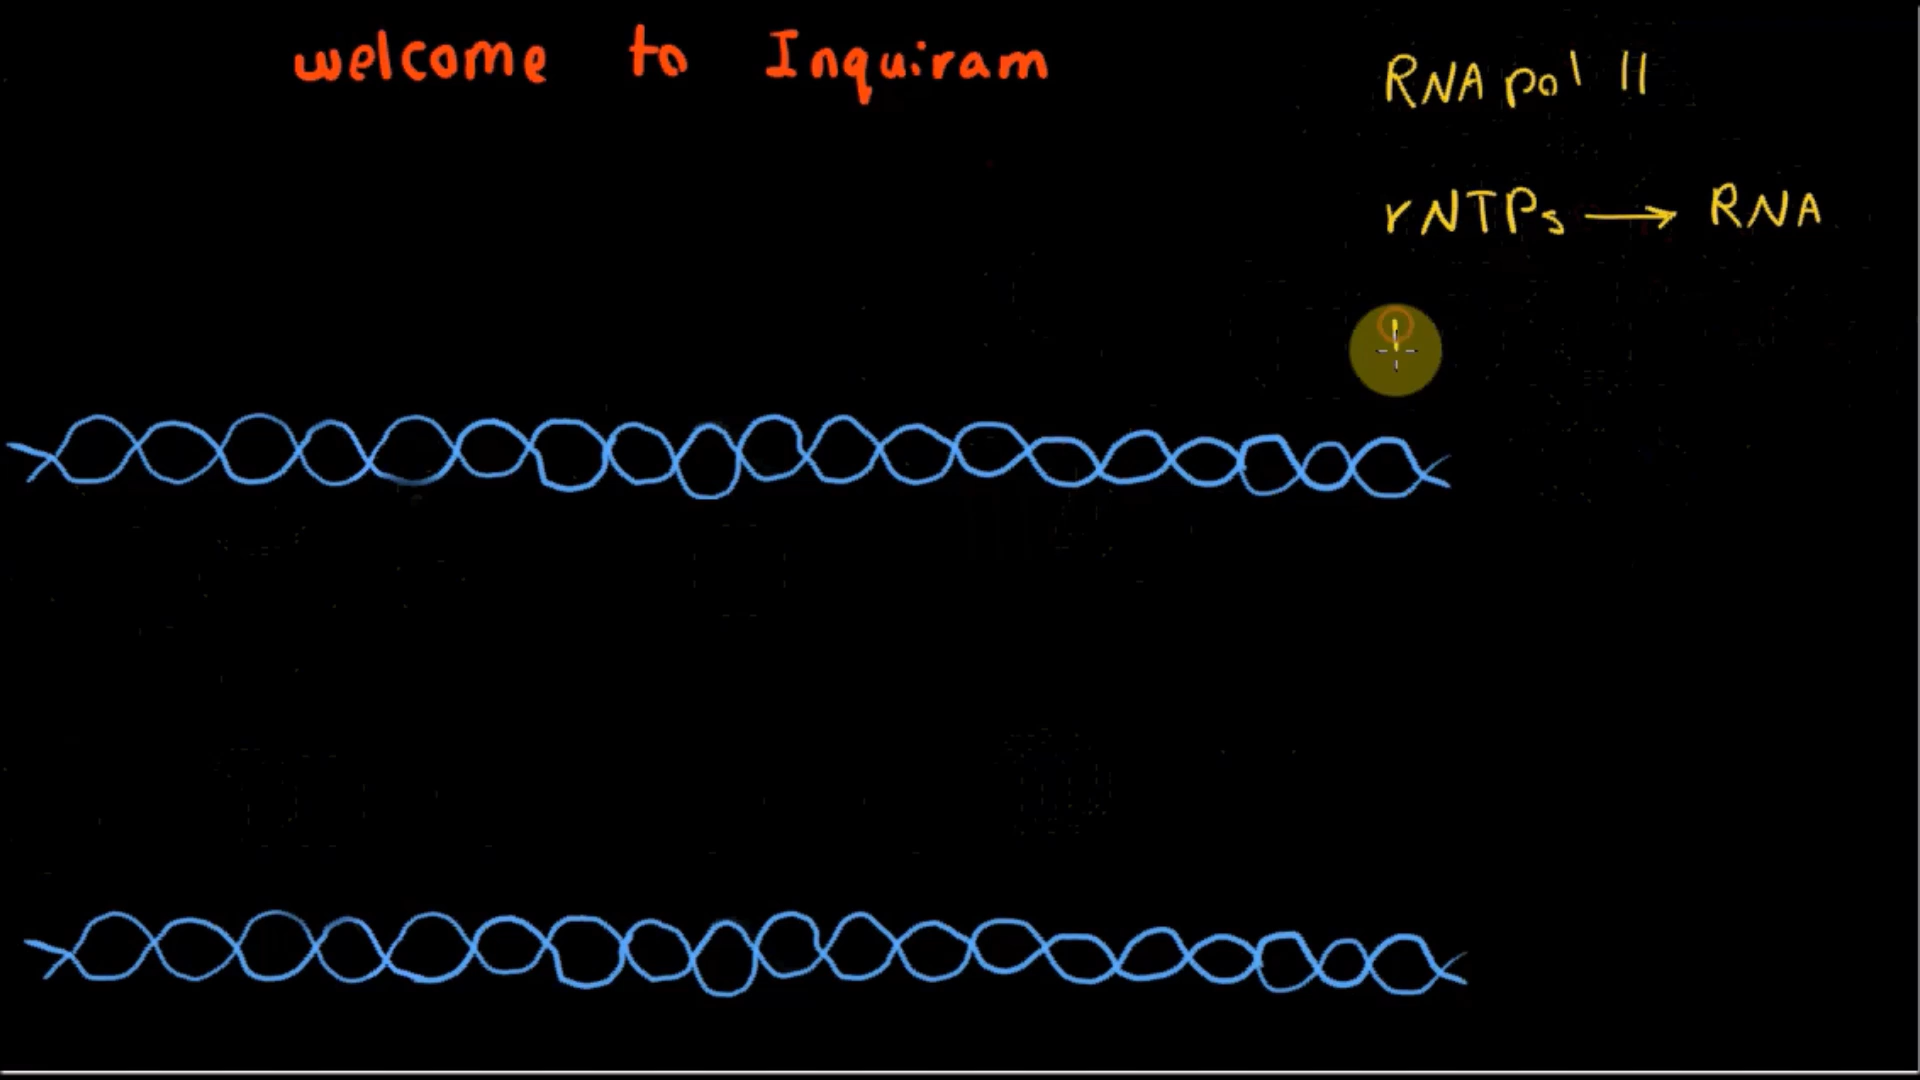 welcome to Inquiram
RNA pol II
rNTPs → RNA